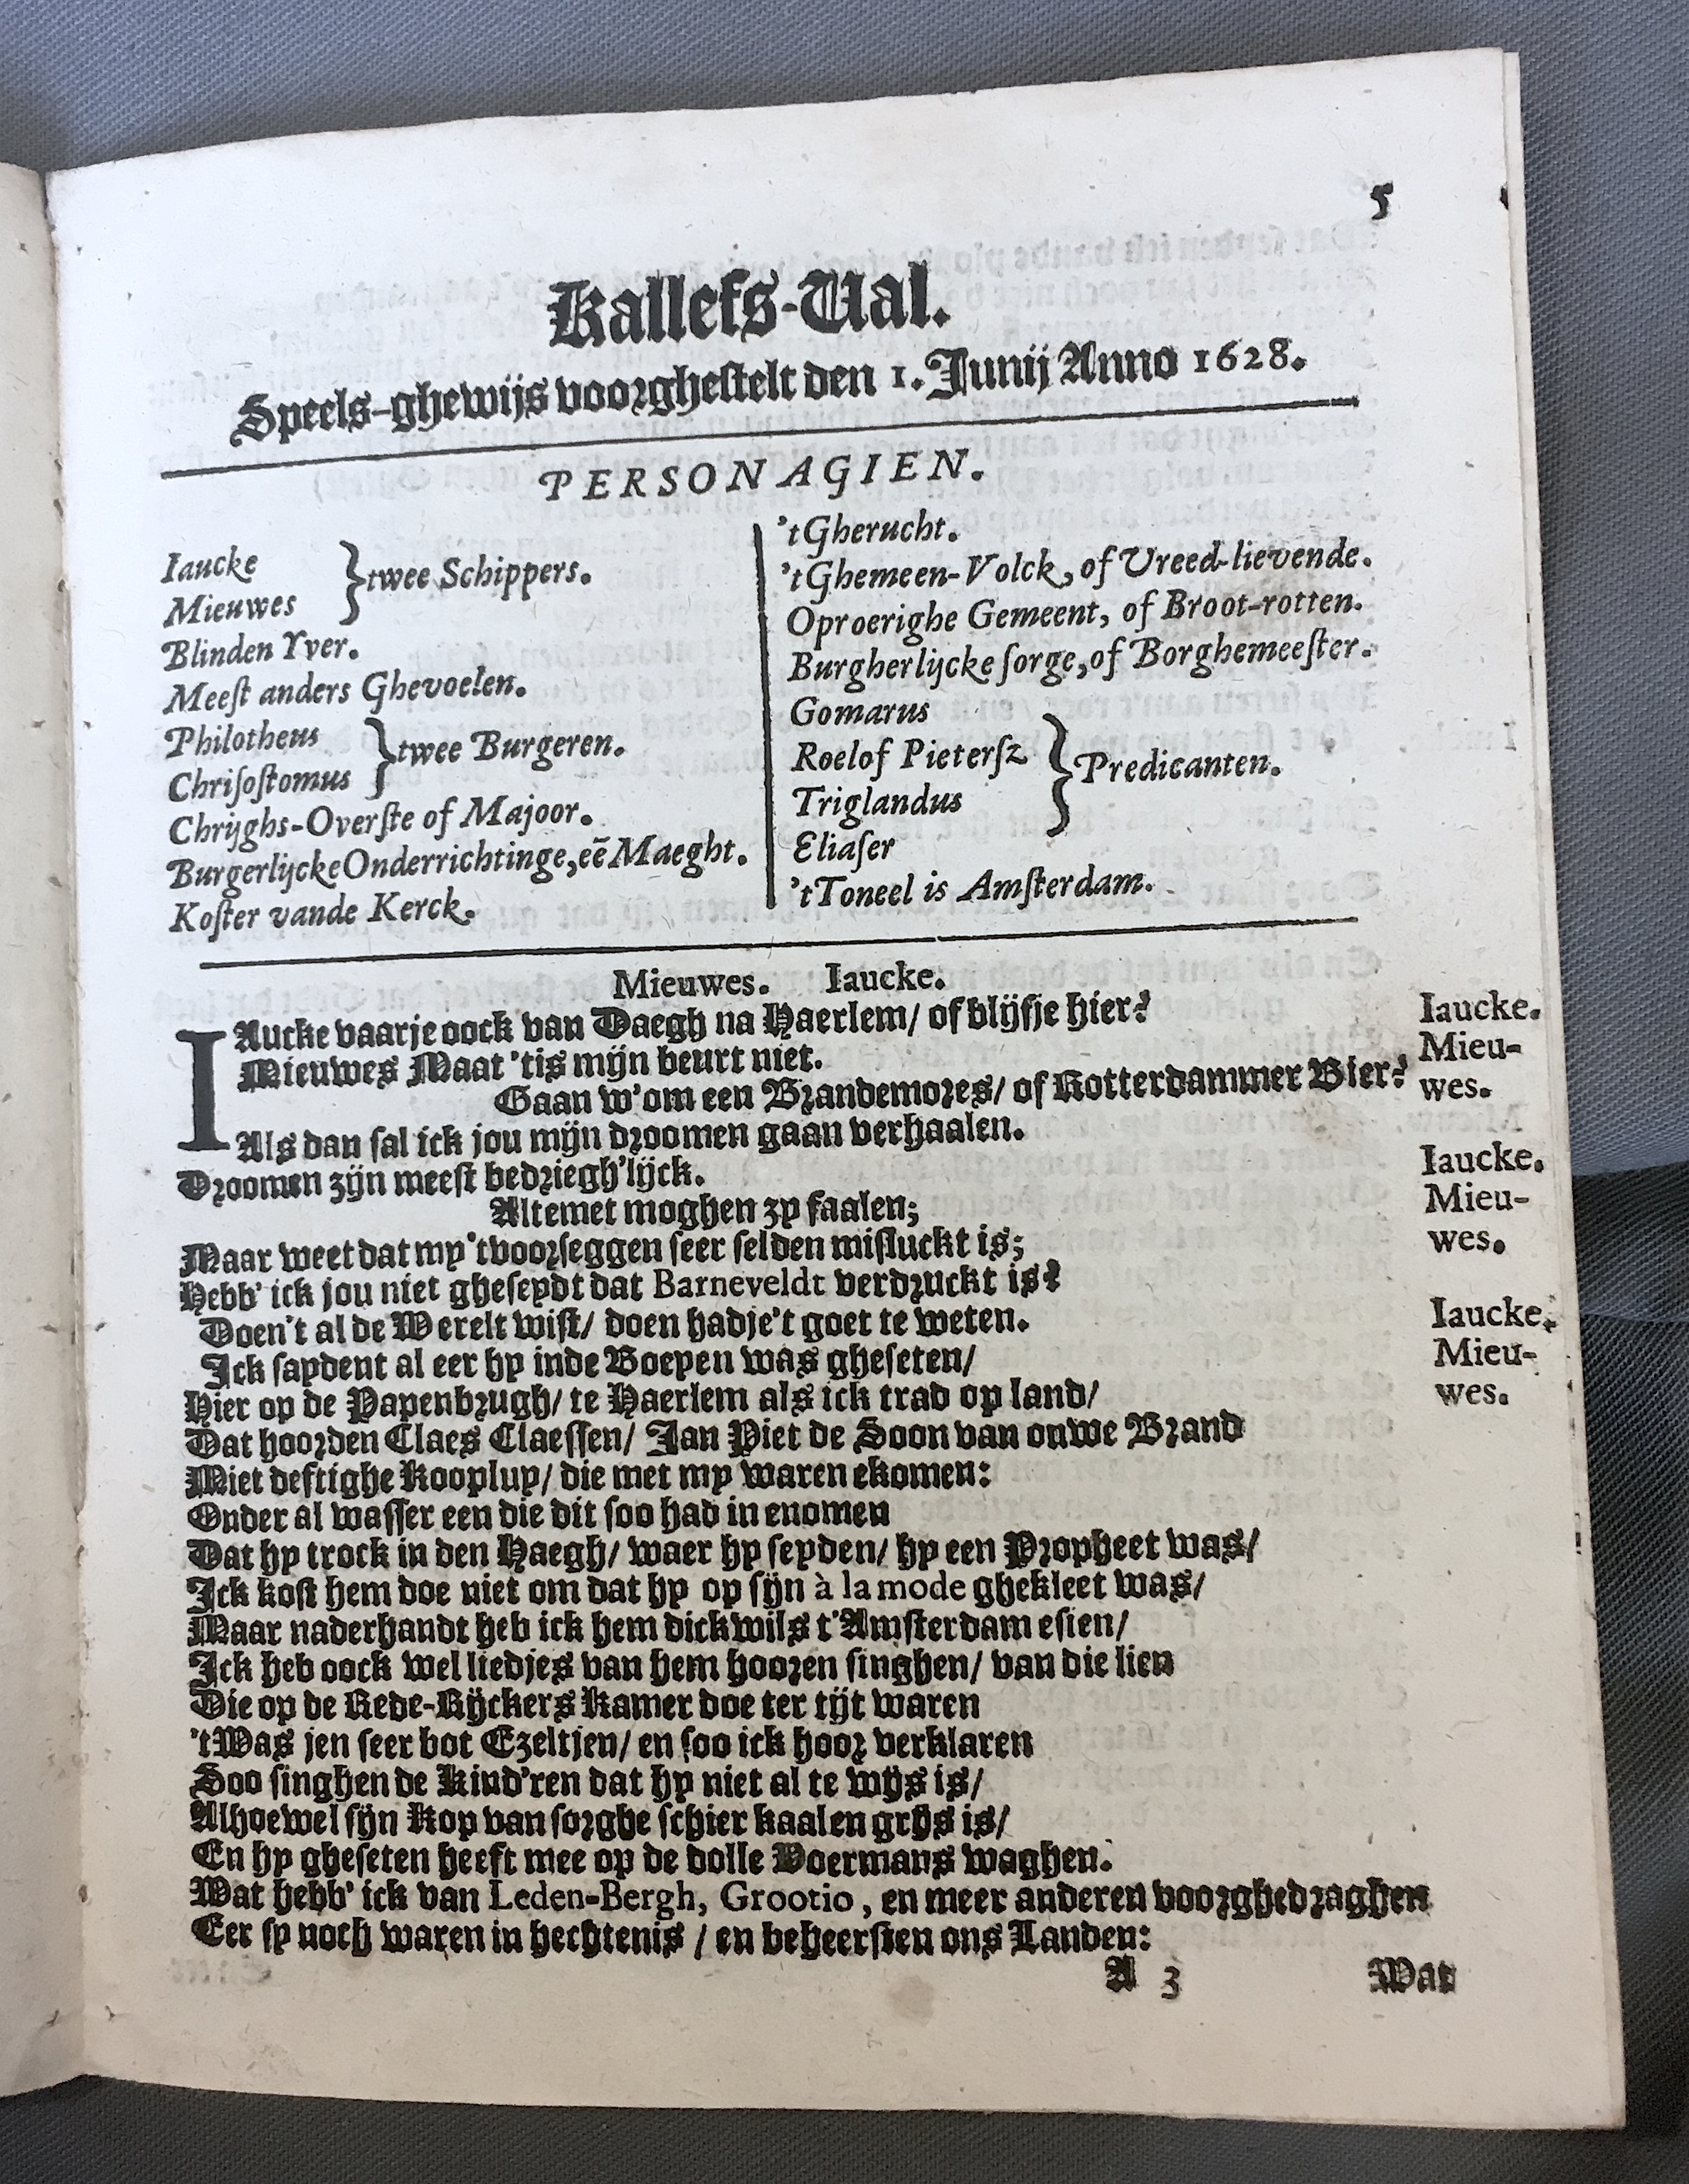 5
Kallefs-Val.
Speels-ghewijs voorghestelt den 1. Junij Anno 1628.
PERSONAGIEN.
Iaucke
Mieuwes } twee Schippers.
Blinden Yver.
Meeſt anders Ghevoelen.
Philotheus
Chriſoſtomus } twee Burgeren.
Chrijghs-Overſte of Majoor.
Burgerlijcke Onderrichtinge, eē Maeght.
Koſter vande Kerck.
'tGherucht.
'tGhemeen-Volck, of Vreed-lievende.
Oproerighe Gemeent, of Broot-rotten.
Burgherlijcke ſorge, of Borghemeeſter.
Gomarus
Roelof Pieterſz } Predicanten.
Triglandus
Eliaſer
'tToneel is Amſterdam.
Mieuwes. Iaucke.
IAucke vaarje oock van Daegh na Haerlem/ of blijfje hier?
Iaucke.
Mieuwes Maat 'tis mijn beurt niet.
Mieu-
wes.
Gaan w'om een Brandemores/ of Rotterdammer Bier?
Als dan ſal ick jou mijn droomen gaan verhaalen.
Iaucke.
Droomen zijn meeſt bedriegh'lijck.
Mieu-
wes.
Altemet moghen zy faalen;
Maar weet dat my 'tvoorſeggen ſeer ſelden miſluckt is;
Hebb' ick jou niet gheſeydt dat Barneveldt verdruckt is?
Iaucke.
Doen't al de Werelt wiſt/ doen hadje't goet te weten.
Mieu-
wes.
Ick ſaydent al eer hy inde Boeyen was gheſeten/
Hier op de Papenbrugh/ te Haerlem als ick trad op land/
Dat hoorden Claes Claeſſen/ Jan Piet de Soon van onwe Brand
Miet deftighe Kooplup/ die met my waren ekomen:
Onder al waſſer een die dit ſoo had in enomen
Dat hy trock in den Haegh/ waer hy ſeyden/ hy een Propheet was/
Ick koſt hem doe niet om dat hy op ſijn à la mode ghekleet was/
Maar naderhandt heb ick hem dickwils t'Amſterdam eſien/
Ick heb oock wel liedjes van hem hooren ſinghen/ van die lien
Die op de Rede-Rijckers Kamer doe ter tijt waren
'tWas jen ſeer bot Ezeltjen/ en ſoo ick hoor verklaren
Soo ſinghen de Kind'ren dat hy niet al te wijs is/
Alhoewel ſijn Kop van ſorghe ſchier kaal en grijs is/
En hy gheſeten heeft mee op de dolle Voermans waghen.
Wat hebb' ick van Leden-Bergh, Grootio, en meer anderen voorghedraghen
Eer ſy noch waren in hechtenis / en beheerſten ons Landen:
A 3
Wat